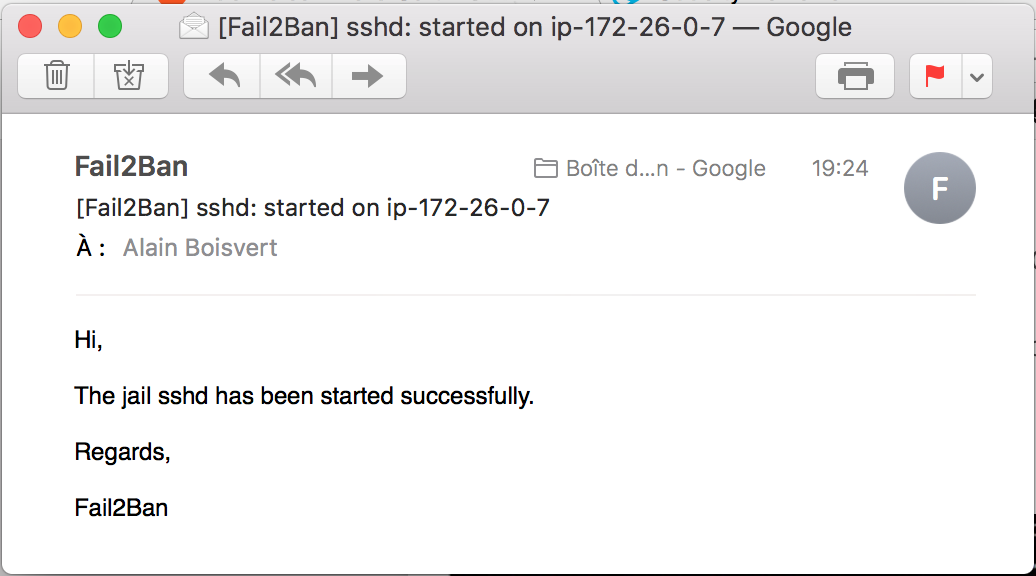 [Fail2Ban] sshd: started on ip-172-26-0-7 — Google
Fail2Ban
Boîte d...n - Google
19:24
F
[Fail2Ban] sshd: started on ip-172-26-0-7
À : Alain Boisvert
Hi,
The jail sshd has been started successfully.
Regards,
Fail2Ban